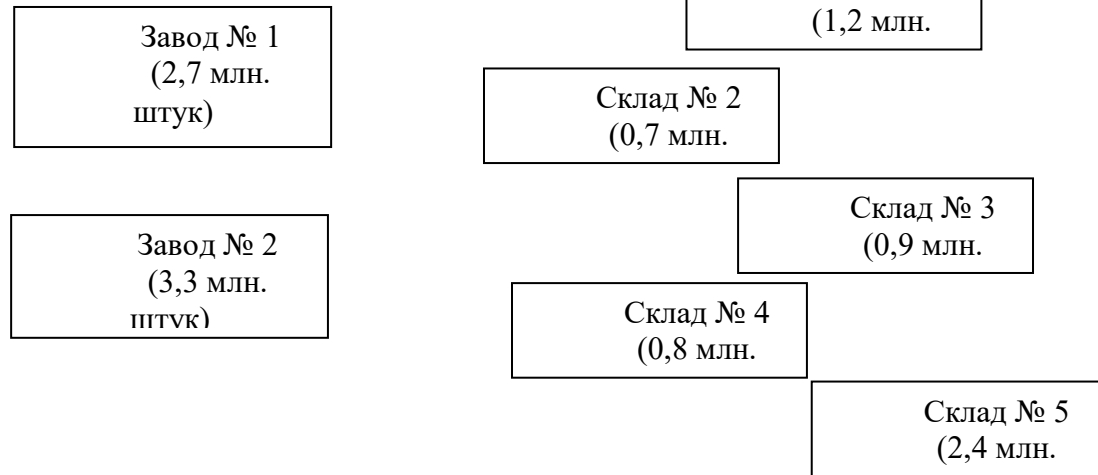 Завод № 1
(2,7 млн.
штук)
(1,2 млн.
Склад № 2
(0,7 млн.
Склад № 3
(0,9 млн.
Завод № 2
(3,3 млн.
штук)
Склад № 4
(0,8 млн.
Склад № 5
(2,4 млн.